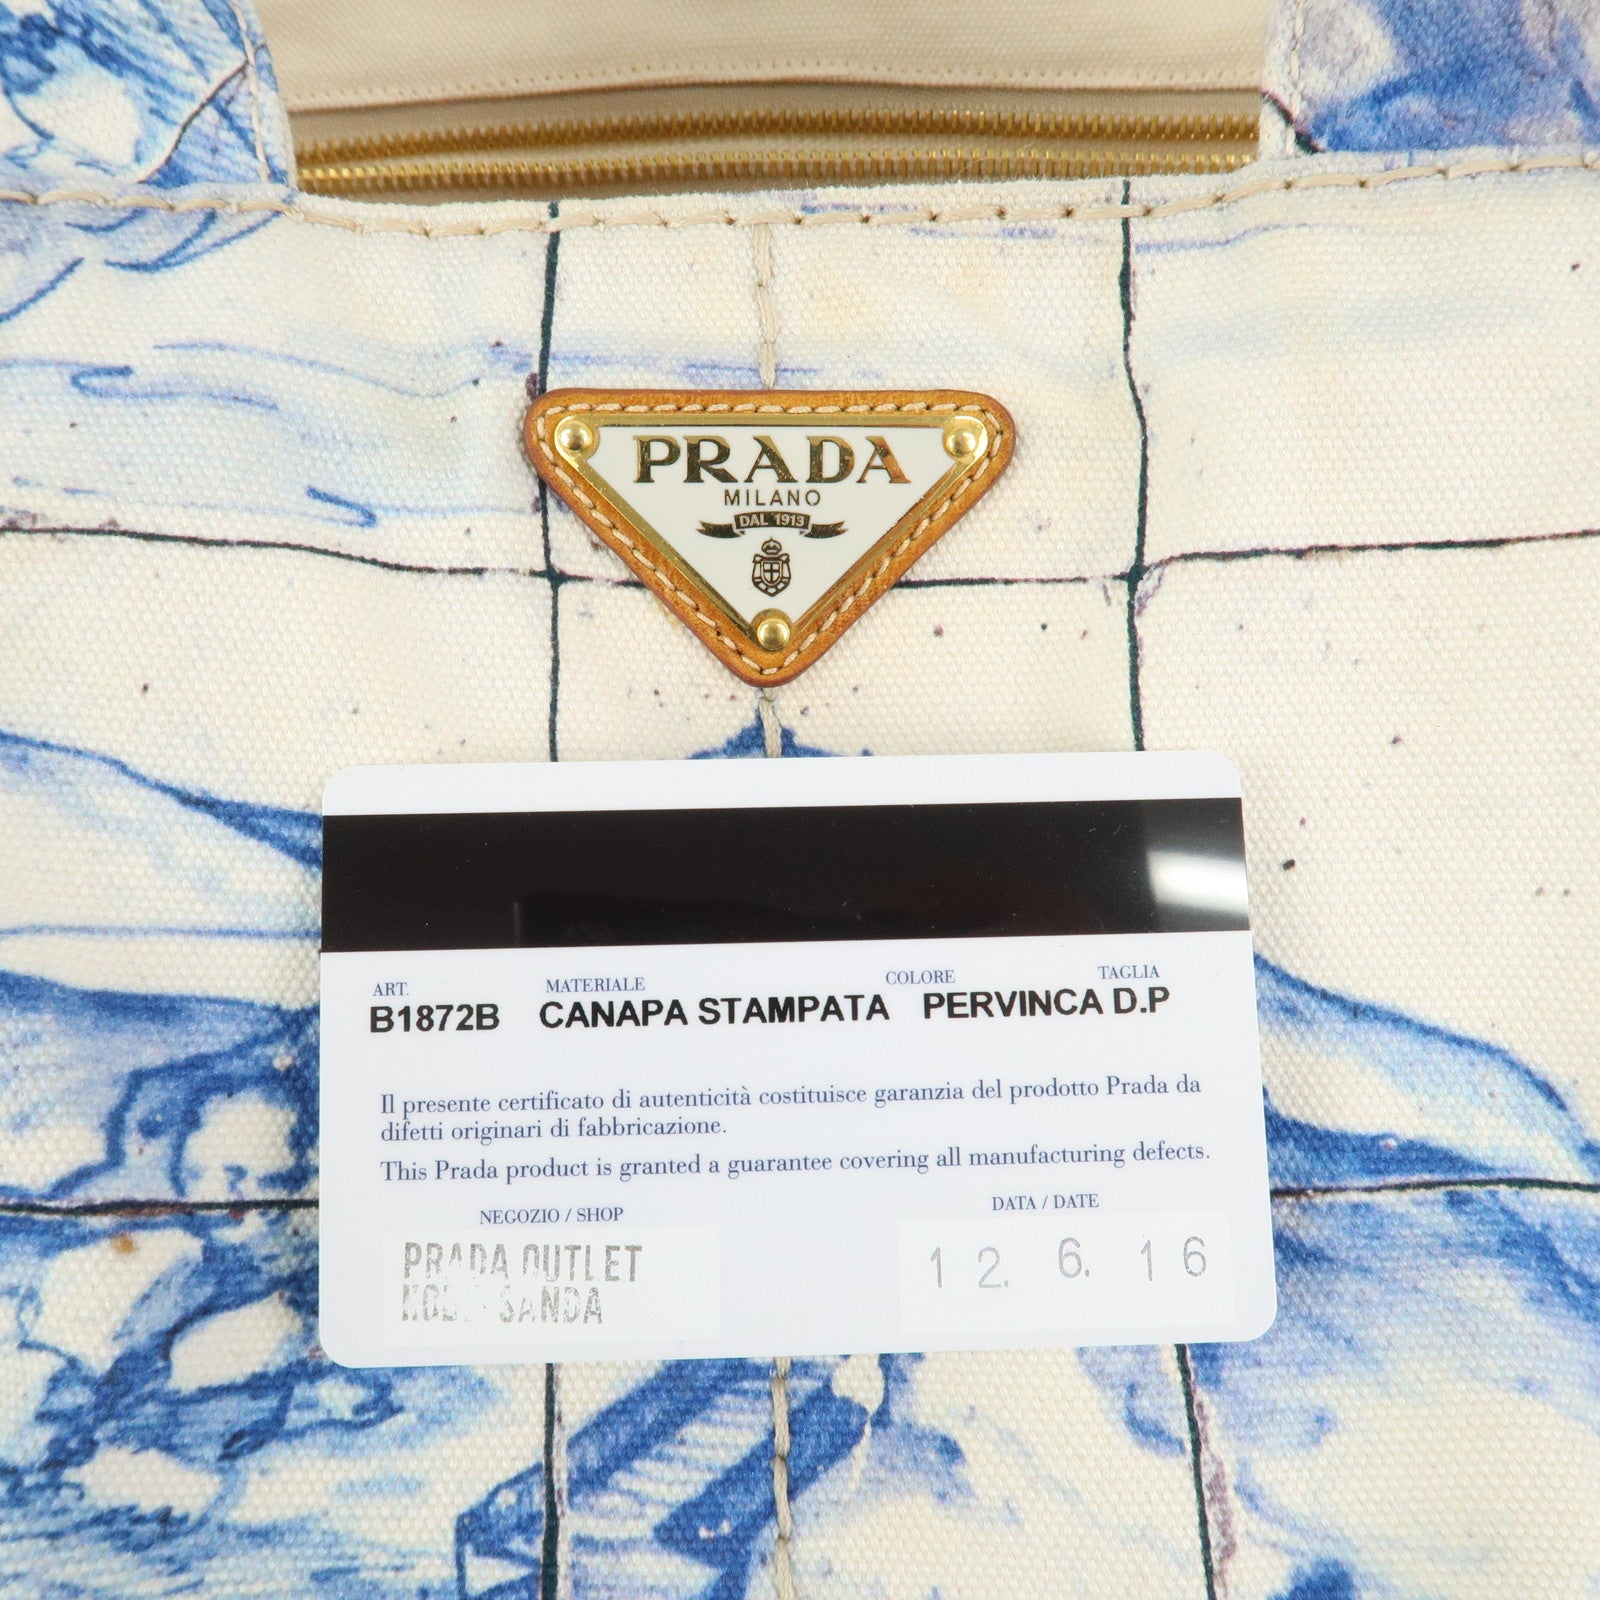 PRADA
MILANO
DAL 1913
ART. MATERIALE COLORE TAGLIA
B1872B CANAPA STAMPATA PERVINCA D.P
Il presente certificato di autenticità costituisce garanzia del prodotto Prada da
difetti originari di fabbricazione.
This Prada product is granted a guarantee covering all manufacturing defects.
NEGOZIO / SHOP DATA / DATE
PRADA OUTLET 12. 6. 16
SANDA